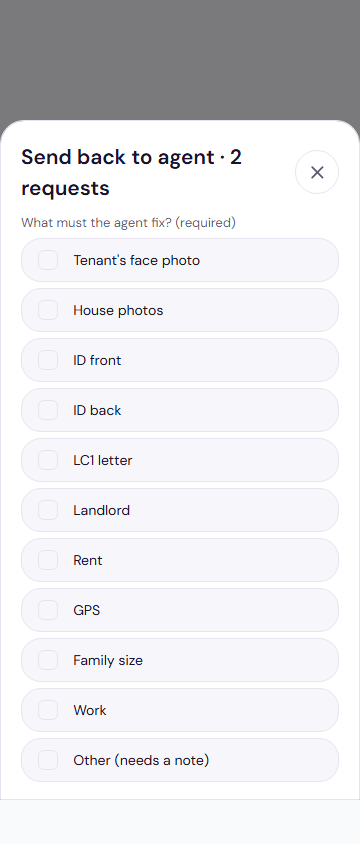 Send back to agent · 2
requests
What must the agent fix? (required)
Tenant's face photo
House photos
ID front
ID back
LC1 letter
Landlord
Rent
GPS
Family size
Work
Other (needs a note)